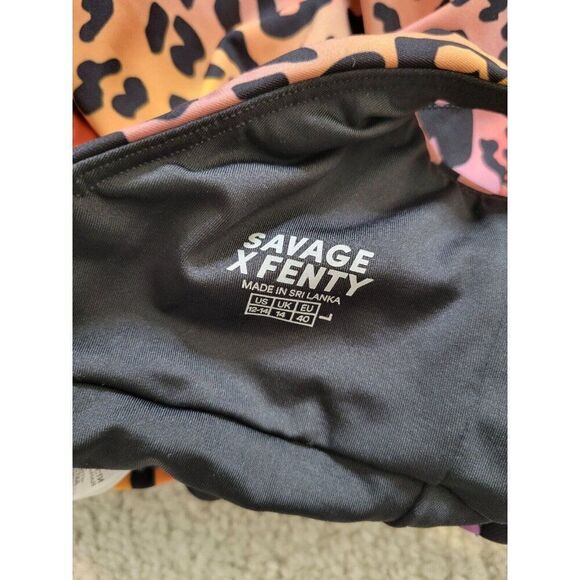 SAVAGE
X FENTY
MADE IN SRI LANKA
US UK EU
12-14 14 40
L